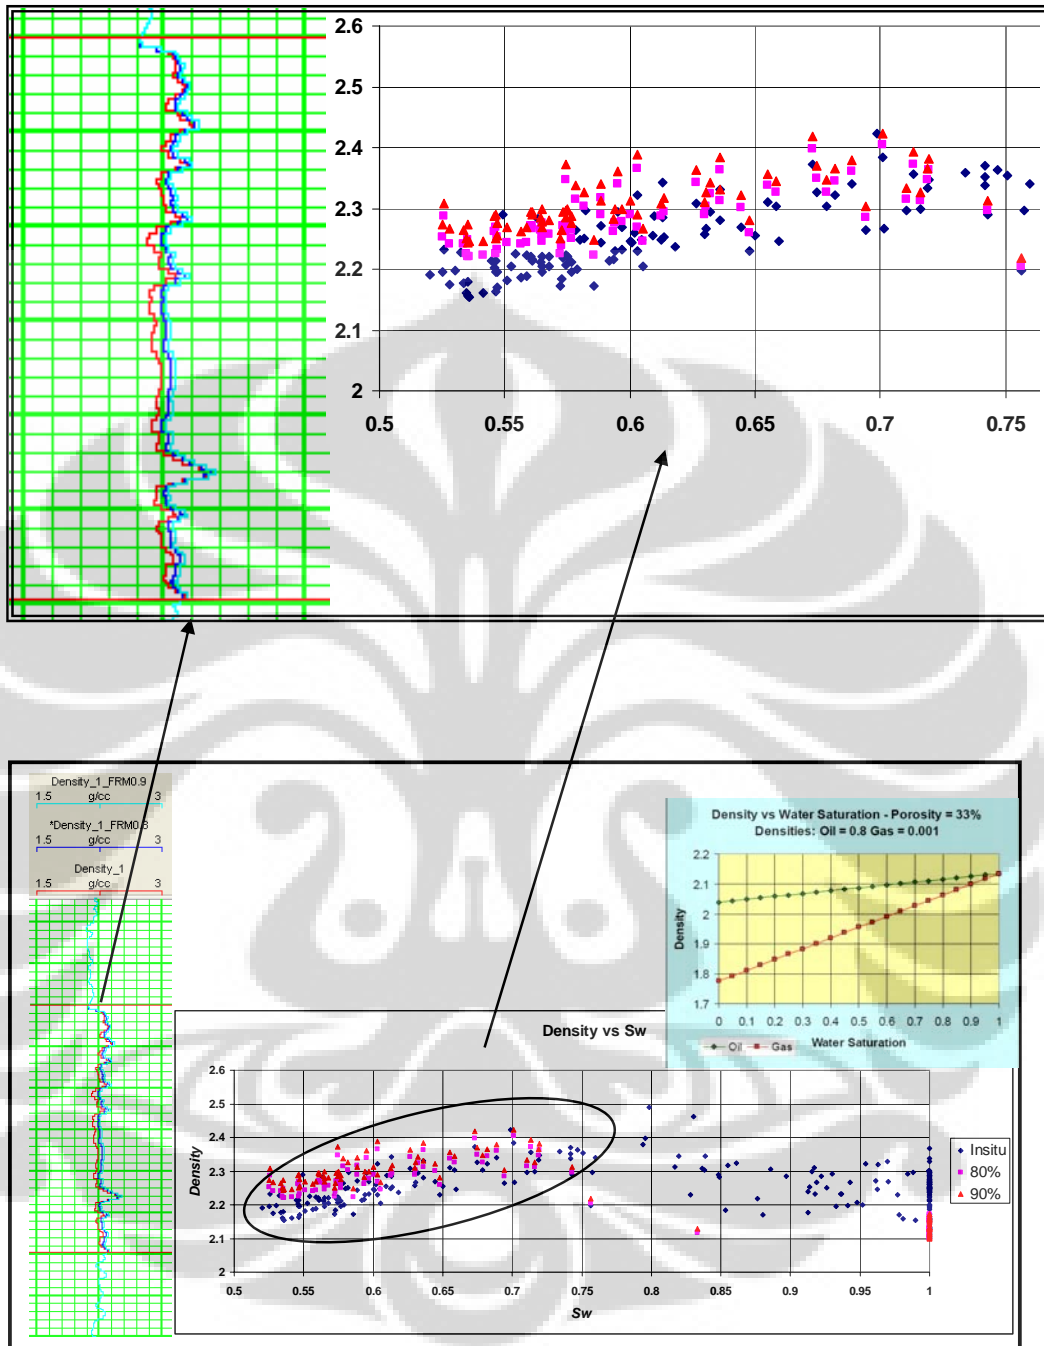 2.6
2.5
2.4
2.3
2.2
2.1
2
0.5 0.55 0.6 0.65 0.7 0.75
Density_1_FRM0.9
1.5 g/cc 3
*Density_1_FRM0.8
1.5 g/cc 3
Density_1
1.5 g/cc 3
Density vs Water Saturation - Porosity = 33%
Densities: Oil = 0.8 Gas = 0.001
2.2
2.1
2
1.9
1.8
1.7
Density
0 0.1 0.2 0.3 0.4 0.5 0.6 0.7 0.8 0.9 1
Oil Gas Water Saturation
Density vs Sw
2.6
2.5
2.4
2.3
2.2
2.1
2
Density
0.5 0.55 0.6 0.65 0.7 0.75 0.8 0.85 0.9 0.95 1
Sw
Insitu
80%
90%